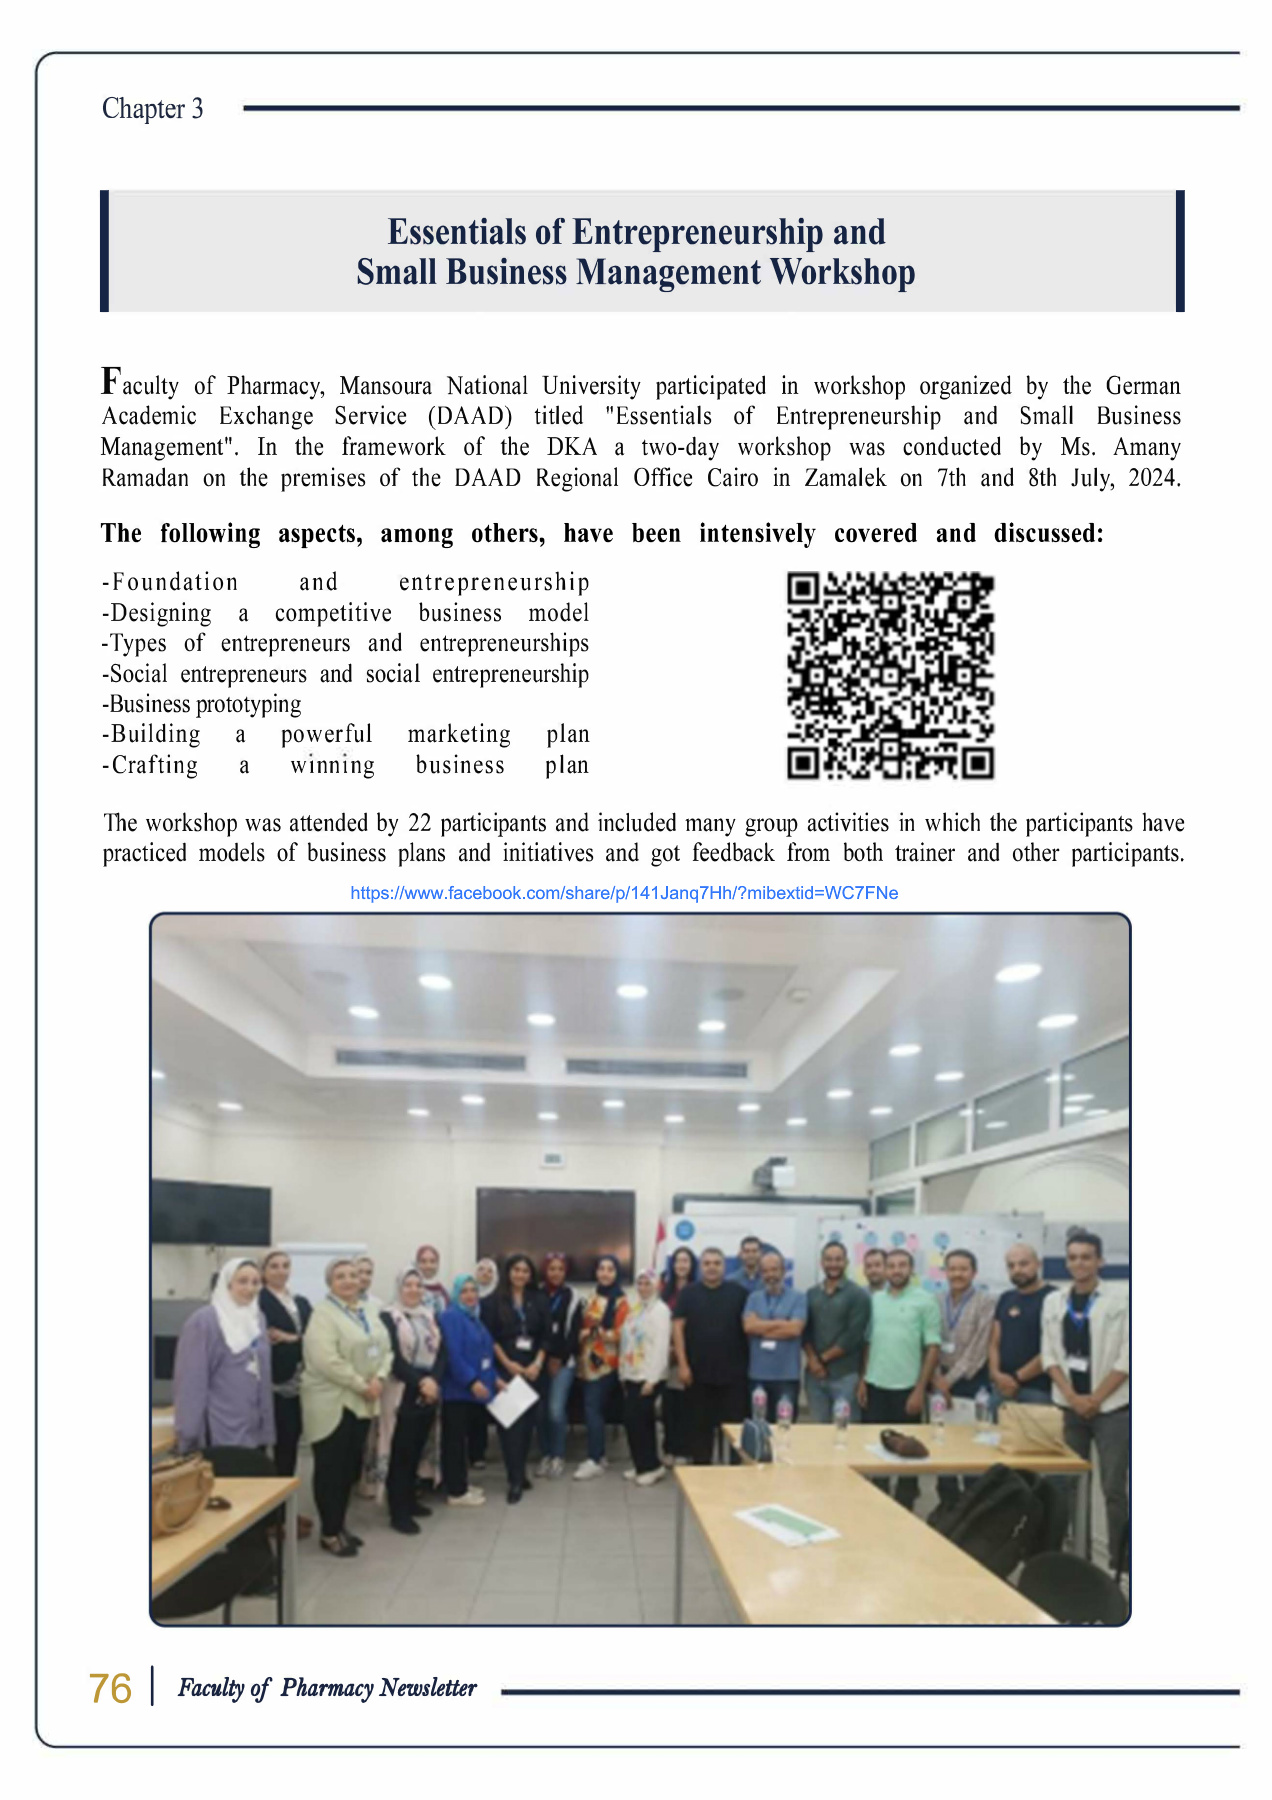 Chapter 3
Essentials of Entrepreneurship and
Small Business Management Workshop
Faculty of Pharmacy, Mansoura National University participated in workshop organized by the German
Academic Exchange Service (DAAD) titled "Essentials of Entrepreneurship and Small Business
Management". In the framework of the DKA a two-day workshop was conducted by Ms. Amany
Ramadan on the premises of the DAAD Regional Office Cairo in Zamalek on 7th and 8th July, 2024.
The following aspects, among others, have been intensively covered and discussed:
-Foundation and entrepreneurship
-Designing a competitive business model
-Types of entrepreneurs and entrepreneurships
-Social entrepreneurs and social entrepreneurship
-Business prototyping
-Building a powerful marketing plan
-Crafting a winning business plan
The workshop was attended by 22 participants and included many group activities in which the participants have
practiced models of business plans and initiatives and got feedback from both trainer and other participants.
https://www.facebook.com/share/p/141Janq7Hh/?mibextid=WC7FNe
76 Faculty of Pharmacy Newsletter